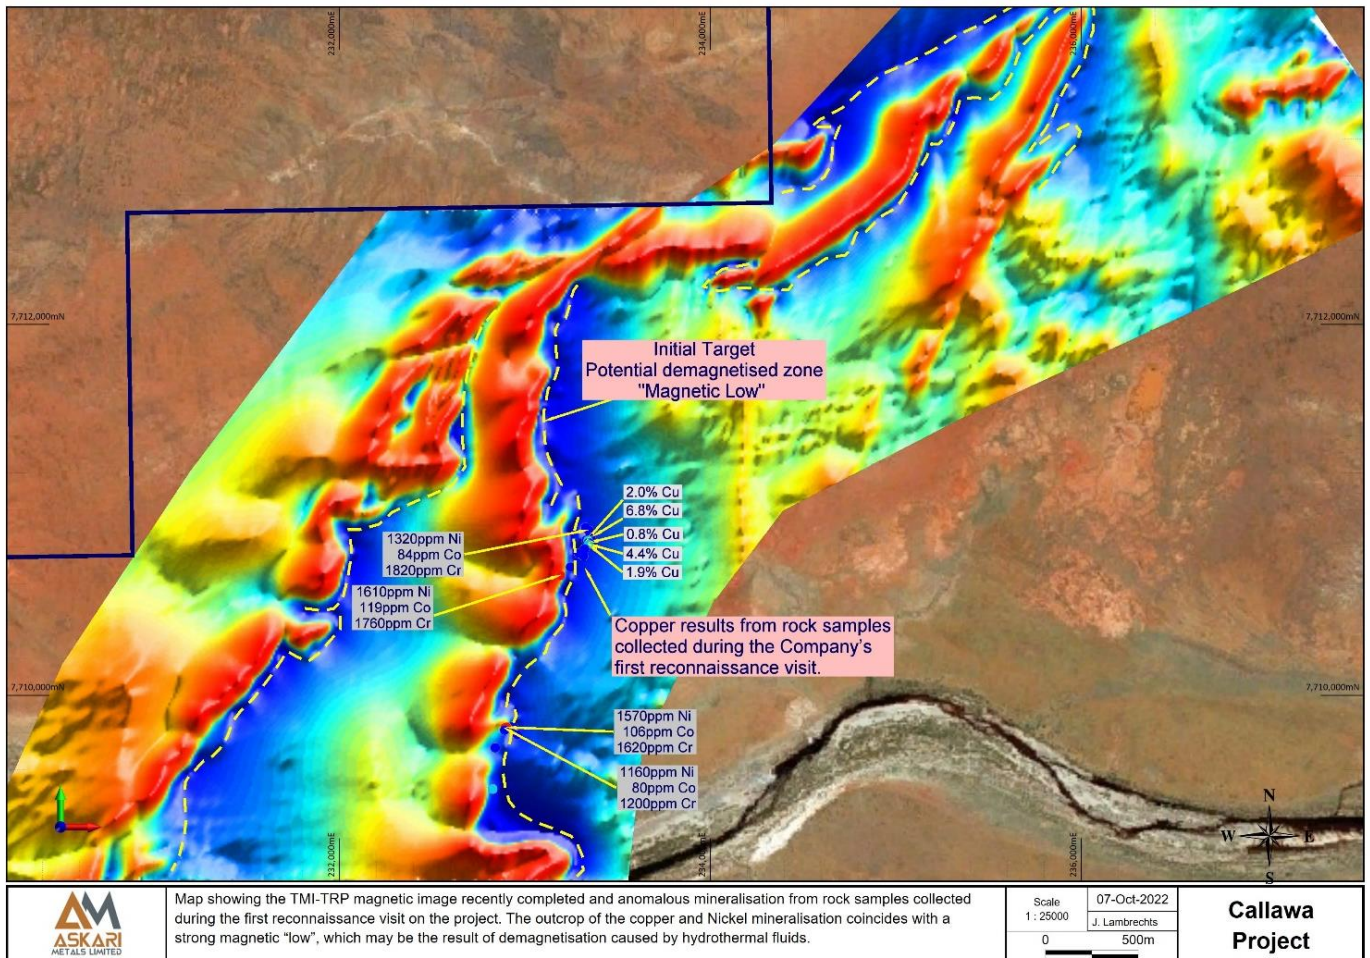 232,000mE
234,000mE
236,000mE
7,712,000mN
7,712,000mN
Initial Target
Potential demagnetised zone
"Magnetic Low"
2.0% Cu
6.8% Cu
0.8% Cu
4.4% Cu
1.9% Cu
1320ppm Ni
84ppm Co
1820ppm Cr
1610ppm Ni
119ppm Co
1760ppm Cr
Copper results from rock samples
collected during the Company's
first reconnaissance visit.
7,710,000mN
7,710,000mN
1570ppm Ni
106ppm Co
1620ppm Cr
1160ppm Ni
80ppm Co
1200ppm Cr
N
W
E
S
232,000mE
234,000mE
236,000mE
AM
ASKARI
METALS LIMITED
Map showing the TMI-TRP magnetic image recently completed and anomalous mineralisation from rock samples collected
during the first reconnaissance visit on the project. The outcrop of the copper and Nickel mineralisation coincides with a
strong magnetic “low”, which may be the result of demagnetisation caused by hydrothermal fluids.
Scale
1 : 25000
07-Oct-2022
J. Lambrechts
0 500m
Callawa
Project